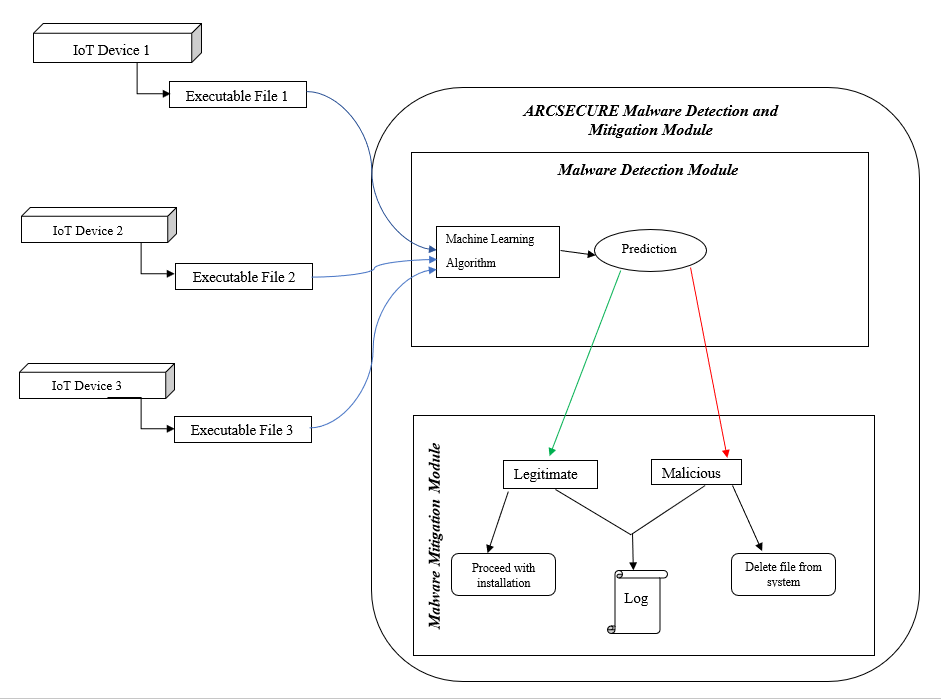 IoT Device 1
Executable File 1
ARCSECURE Malware Detection and
Mitigation Module
Malware Detection Module
IoT Device 2
Executable File 2
Machine Learning
Algorithm
Prediction
IoT Device 3
Executable File 3
Malware Mitigation Module
Legitimate
Malicious
Proceed with
installation
Log
Delete file from
system